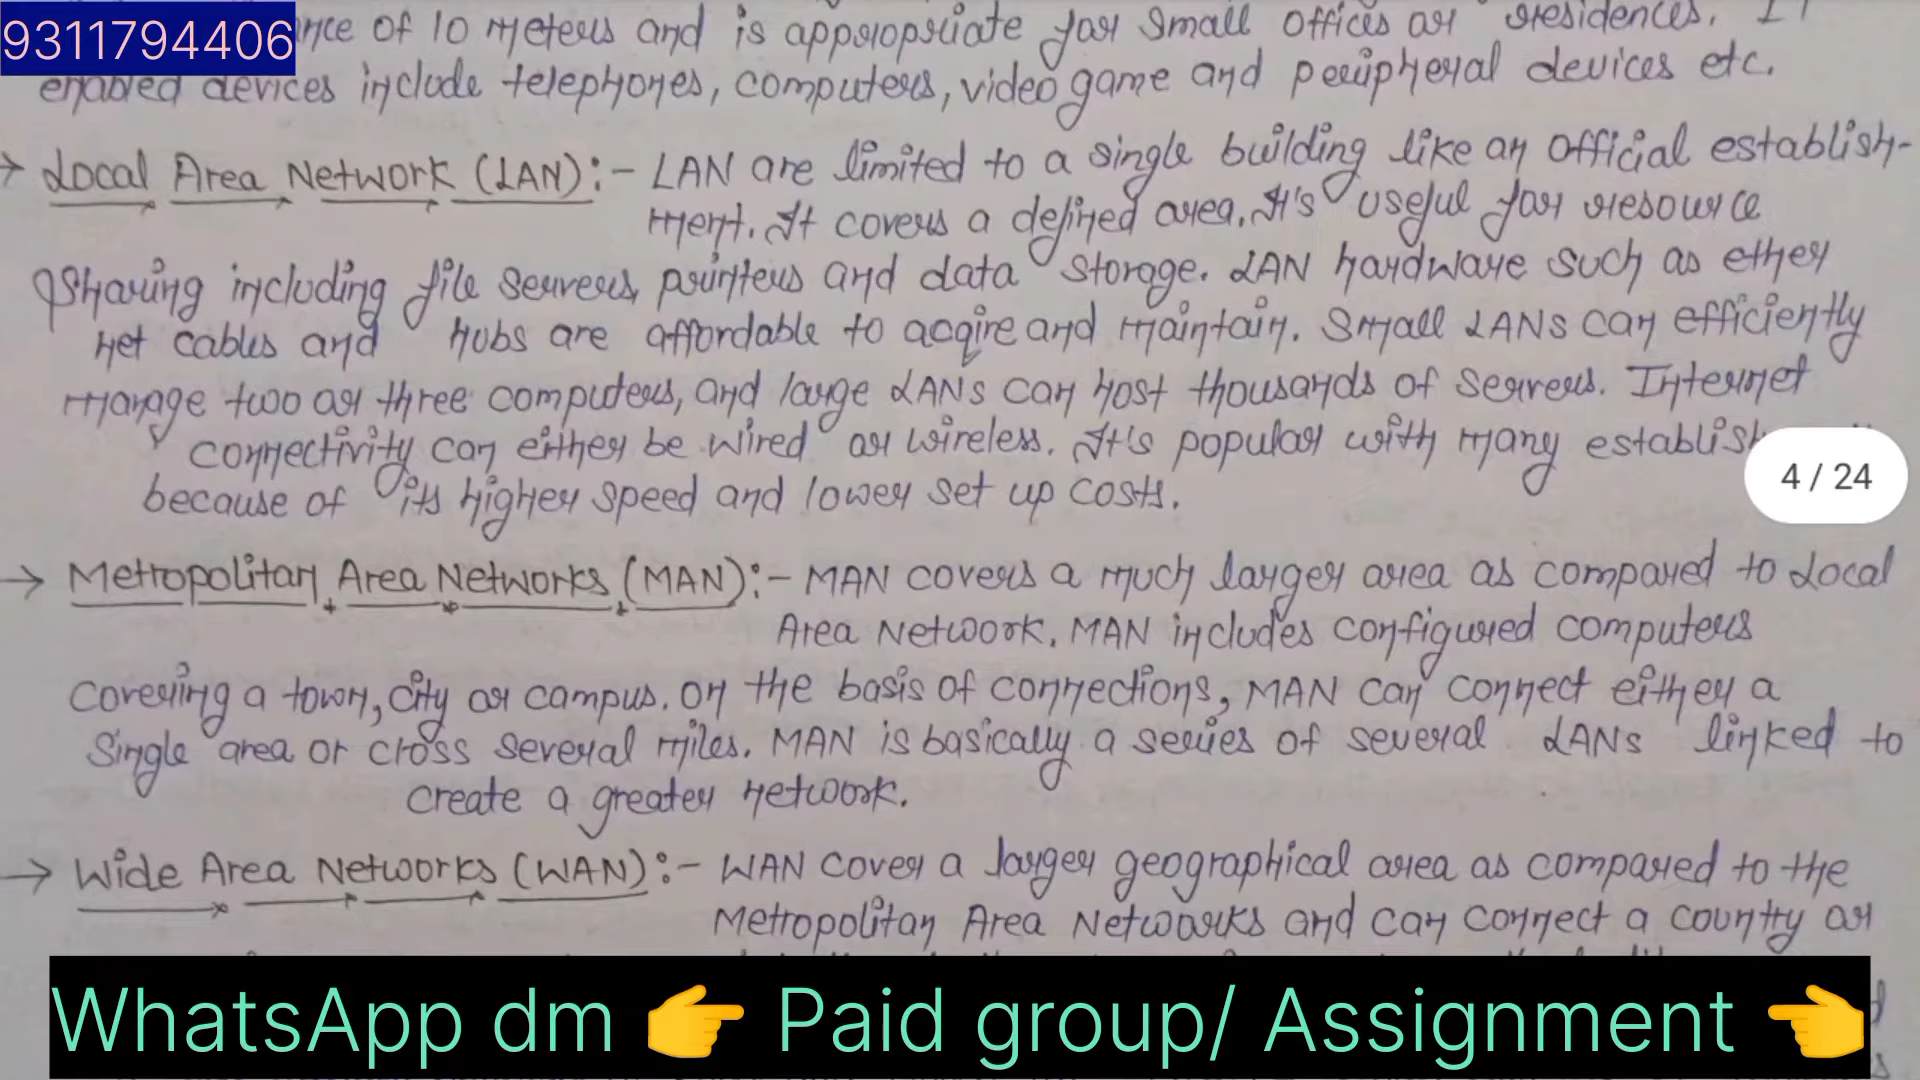 9311794406
of 10 meters and is appropriate for small offices or residences. IT
enabled devices include telephones, computers, video game and peripheral devices etc.
→ Local Area Network (LAN):- LAN are limited to a single building like an official establish-
ment. It covers a defined area. It's useful for resource
Sharing including file servers, printers and data storage. LAN hardware such as ether
net cables and hubs are affordable to acqire and maintain. Small LANs can efficiently
manage two or three computers, and large LANs can host thousands of servers. Internet
connectivity can either be wired or wireless. It's popular with many establish
4 / 24
because of its higher speed and lower set up costs.
→ Metropolitan Area Networks (MAN):- MAN covers a much larger area as compared to Local
Area Network. MAN includes configured computers
covering a town, city or campus. On the basis of connections, MAN can connect either a
Single area or cross several miles. MAN is basically a series of several LANs linked to
create a greater network.
→ Wide Area Networks (WAN):- WAN cover a larger geographical area as compared to the
Metropolitan Area Networks and can connect a country or
WhatsApp dm 👉 Paid group/ Assignment 👈